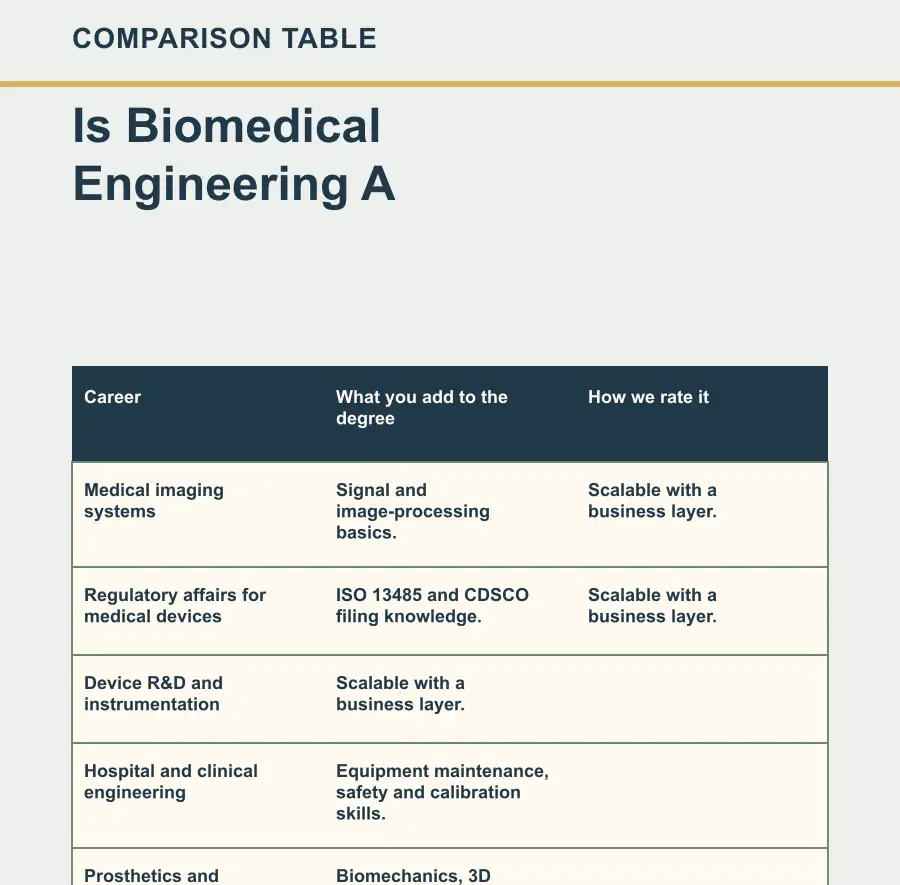 COMPARISON TABLE
Is Biomedical
Engineering A
Career
What you add to the
degree
How we rate it
Medical imaging
systems
Signal and
image-processing
basics.
Scalable with a
business layer.
Regulatory affairs for
medical devices
ISO 13485 and CDSCO
filing knowledge.
Scalable with a
business layer.
Device R&D and
instrumentation
Scalable with a
business layer.
Hospital and clinical
engineering
Equipment maintenance,
safety and calibration
skills.
Prosthetics and
Biomechanics, 3D